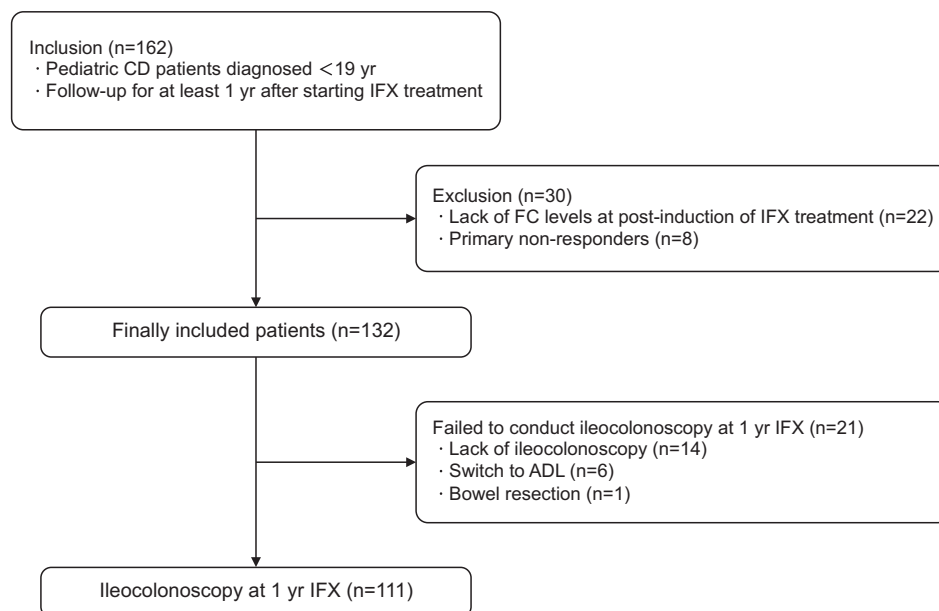 Inclusion (n=162)
· Pediatric CD patients diagnosed <19 yr
· Follow-up for at least 1 yr after starting IFX treatment
Exclusion (n=30)
· Lack of FC levels at post-induction of IFX treatment (n=22)
· Primary non-responders (n=8)
Finally included patients (n=132)
Failed to conduct ileocolonoscopy at 1 yr IFX (n=21)
· Lack of ileocolonoscopy (n=14)
· Switch to ADL (n=6)
· Bowel resection (n=1)
Ileocolonoscopy at 1 yr IFX (n=111)